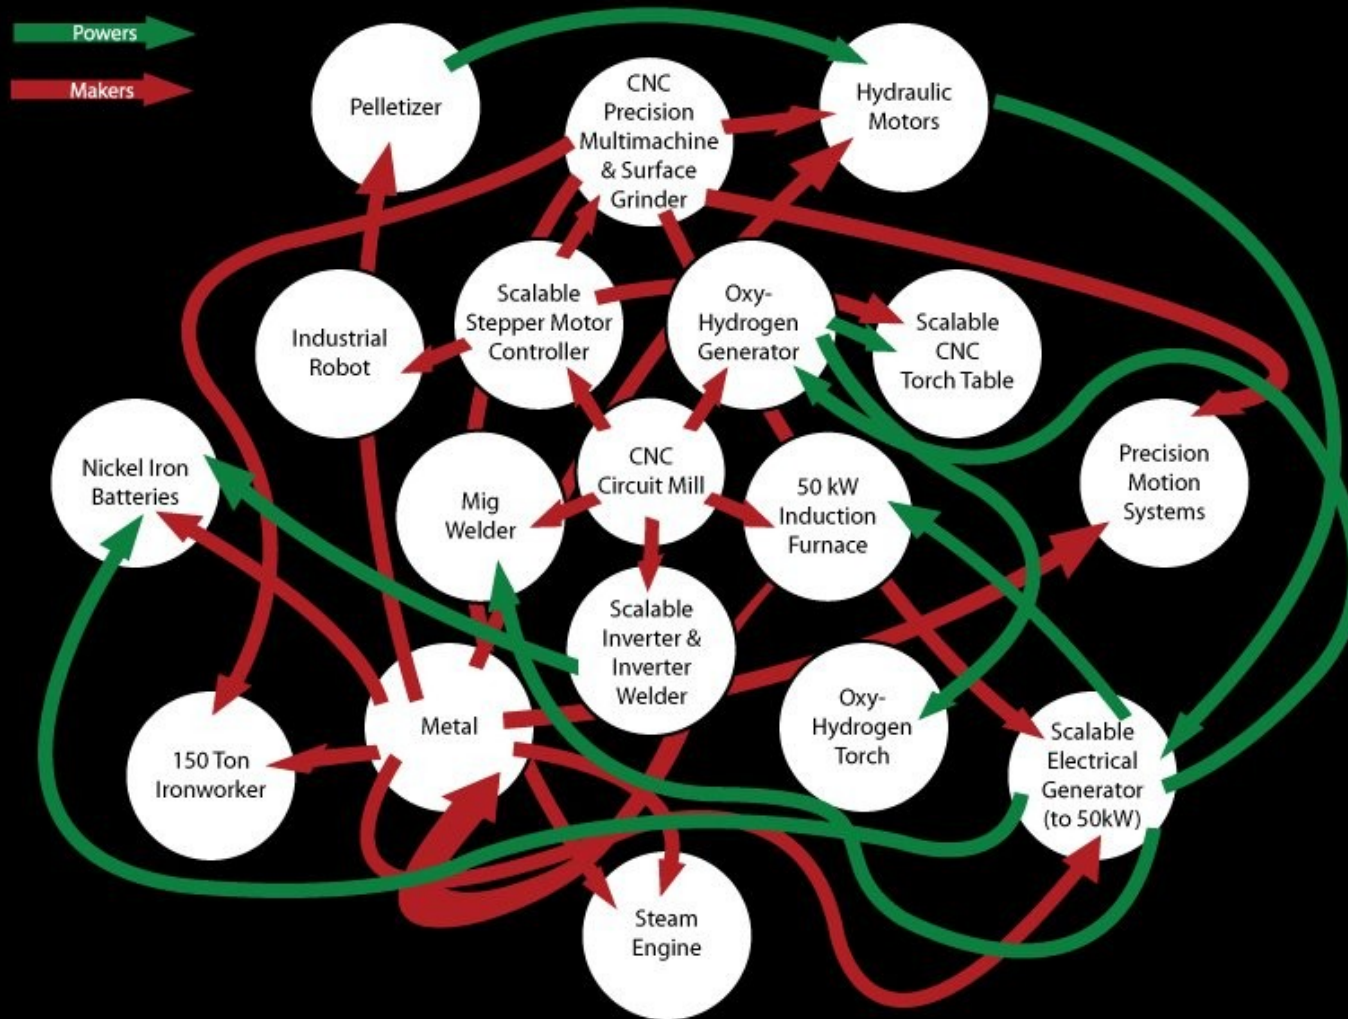 Powers
Makers
Pelletizer
CNC
Precision
Multimachine
& Surface
Grinder
Hydraulic
Motors
Industrial
Robot
Scalable
Stepper Motor
Controller
Oxy-
Hydrogen
Generator
Scalable
CNC
Torch Table
Nickel Iron
Batteries
Mig
Welder
CNC
Circuit Mill
50 kW
Induction
Furnace
Precision
Motion
Systems
Scalable
Inverter &
Inverter
Welder
150 Ton
Ironworker
Metal
Oxy-
Hydrogen
Torch
Scalable
Electrical
Generator
(to 50kW)
Steam
Engine